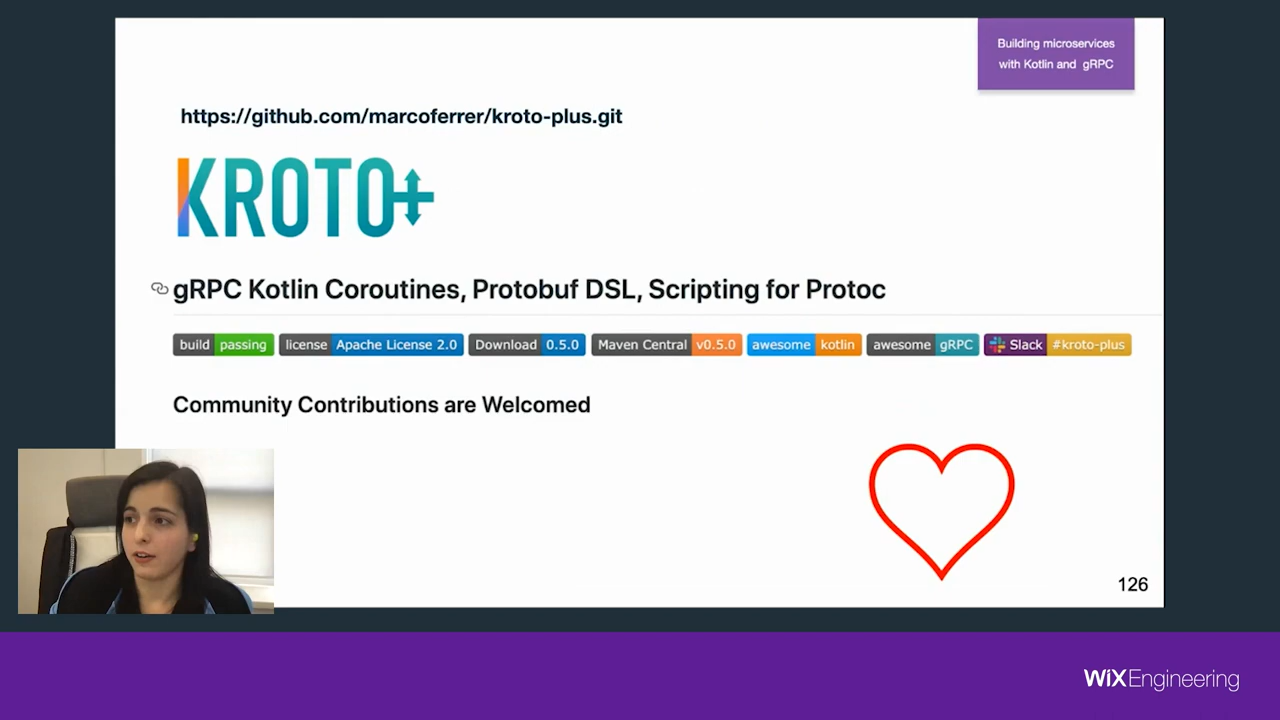 Building microservices
with Kotlin and gRPC
https://github.com/marcoferrer/kroto-plus.git
KROTO+
gRPC Kotlin Coroutines, Protobuf DSL, Scripting for Protoc
build passing license Apache License 2.0 Download 0.5.0 Maven Central v0.5.0 awesome kotlin awesome gRPC Slack #kroto-plus
Community Contributions are Welcomed
126
WiXEngineering